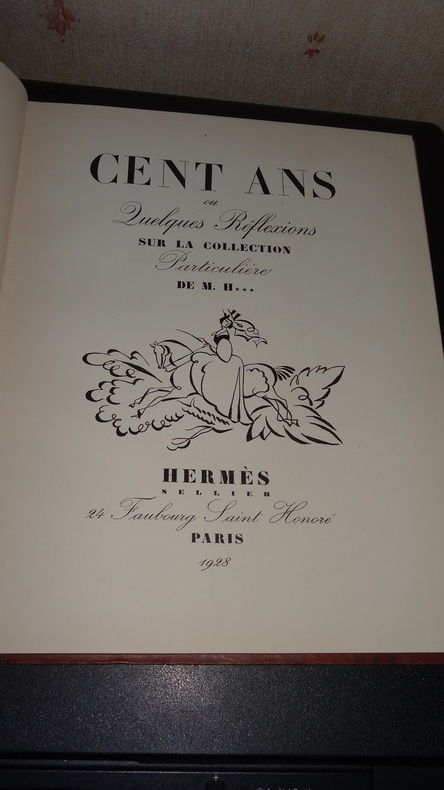 CENT ANS
ou
Quelques Réflexions
SUR LA COLLECTION
Particulière
DE M. H***
HERMÈS
SELLIER
24 Faubourg Saint Honoré
PARIS
1928